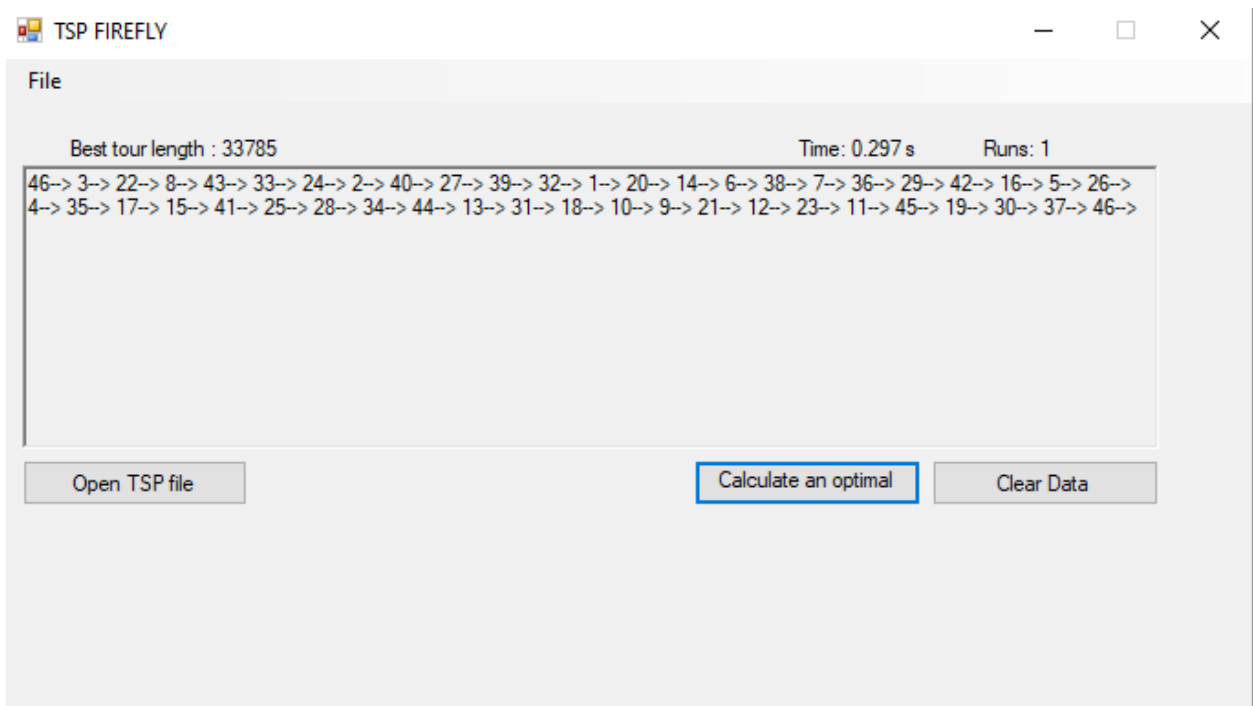 TSP FIREFLY
File
Best tour length : 33785 Time: 0.297 s Runs: 1
46--> 3--> 22--> 8--> 43--> 33--> 24--> 2--> 40--> 27--> 39--> 32--> 1--> 20--> 14--> 6--> 38--> 7--> 36--> 29--> 42--> 16--> 5--> 26-->
4--> 35--> 17--> 15--> 41--> 25--> 28--> 34--> 44--> 13--> 31--> 18--> 10--> 9--> 21--> 12--> 23--> 11--> 45--> 19--> 30--> 37--> 46-->
Open TSP file Calculate an optimal Clear Data